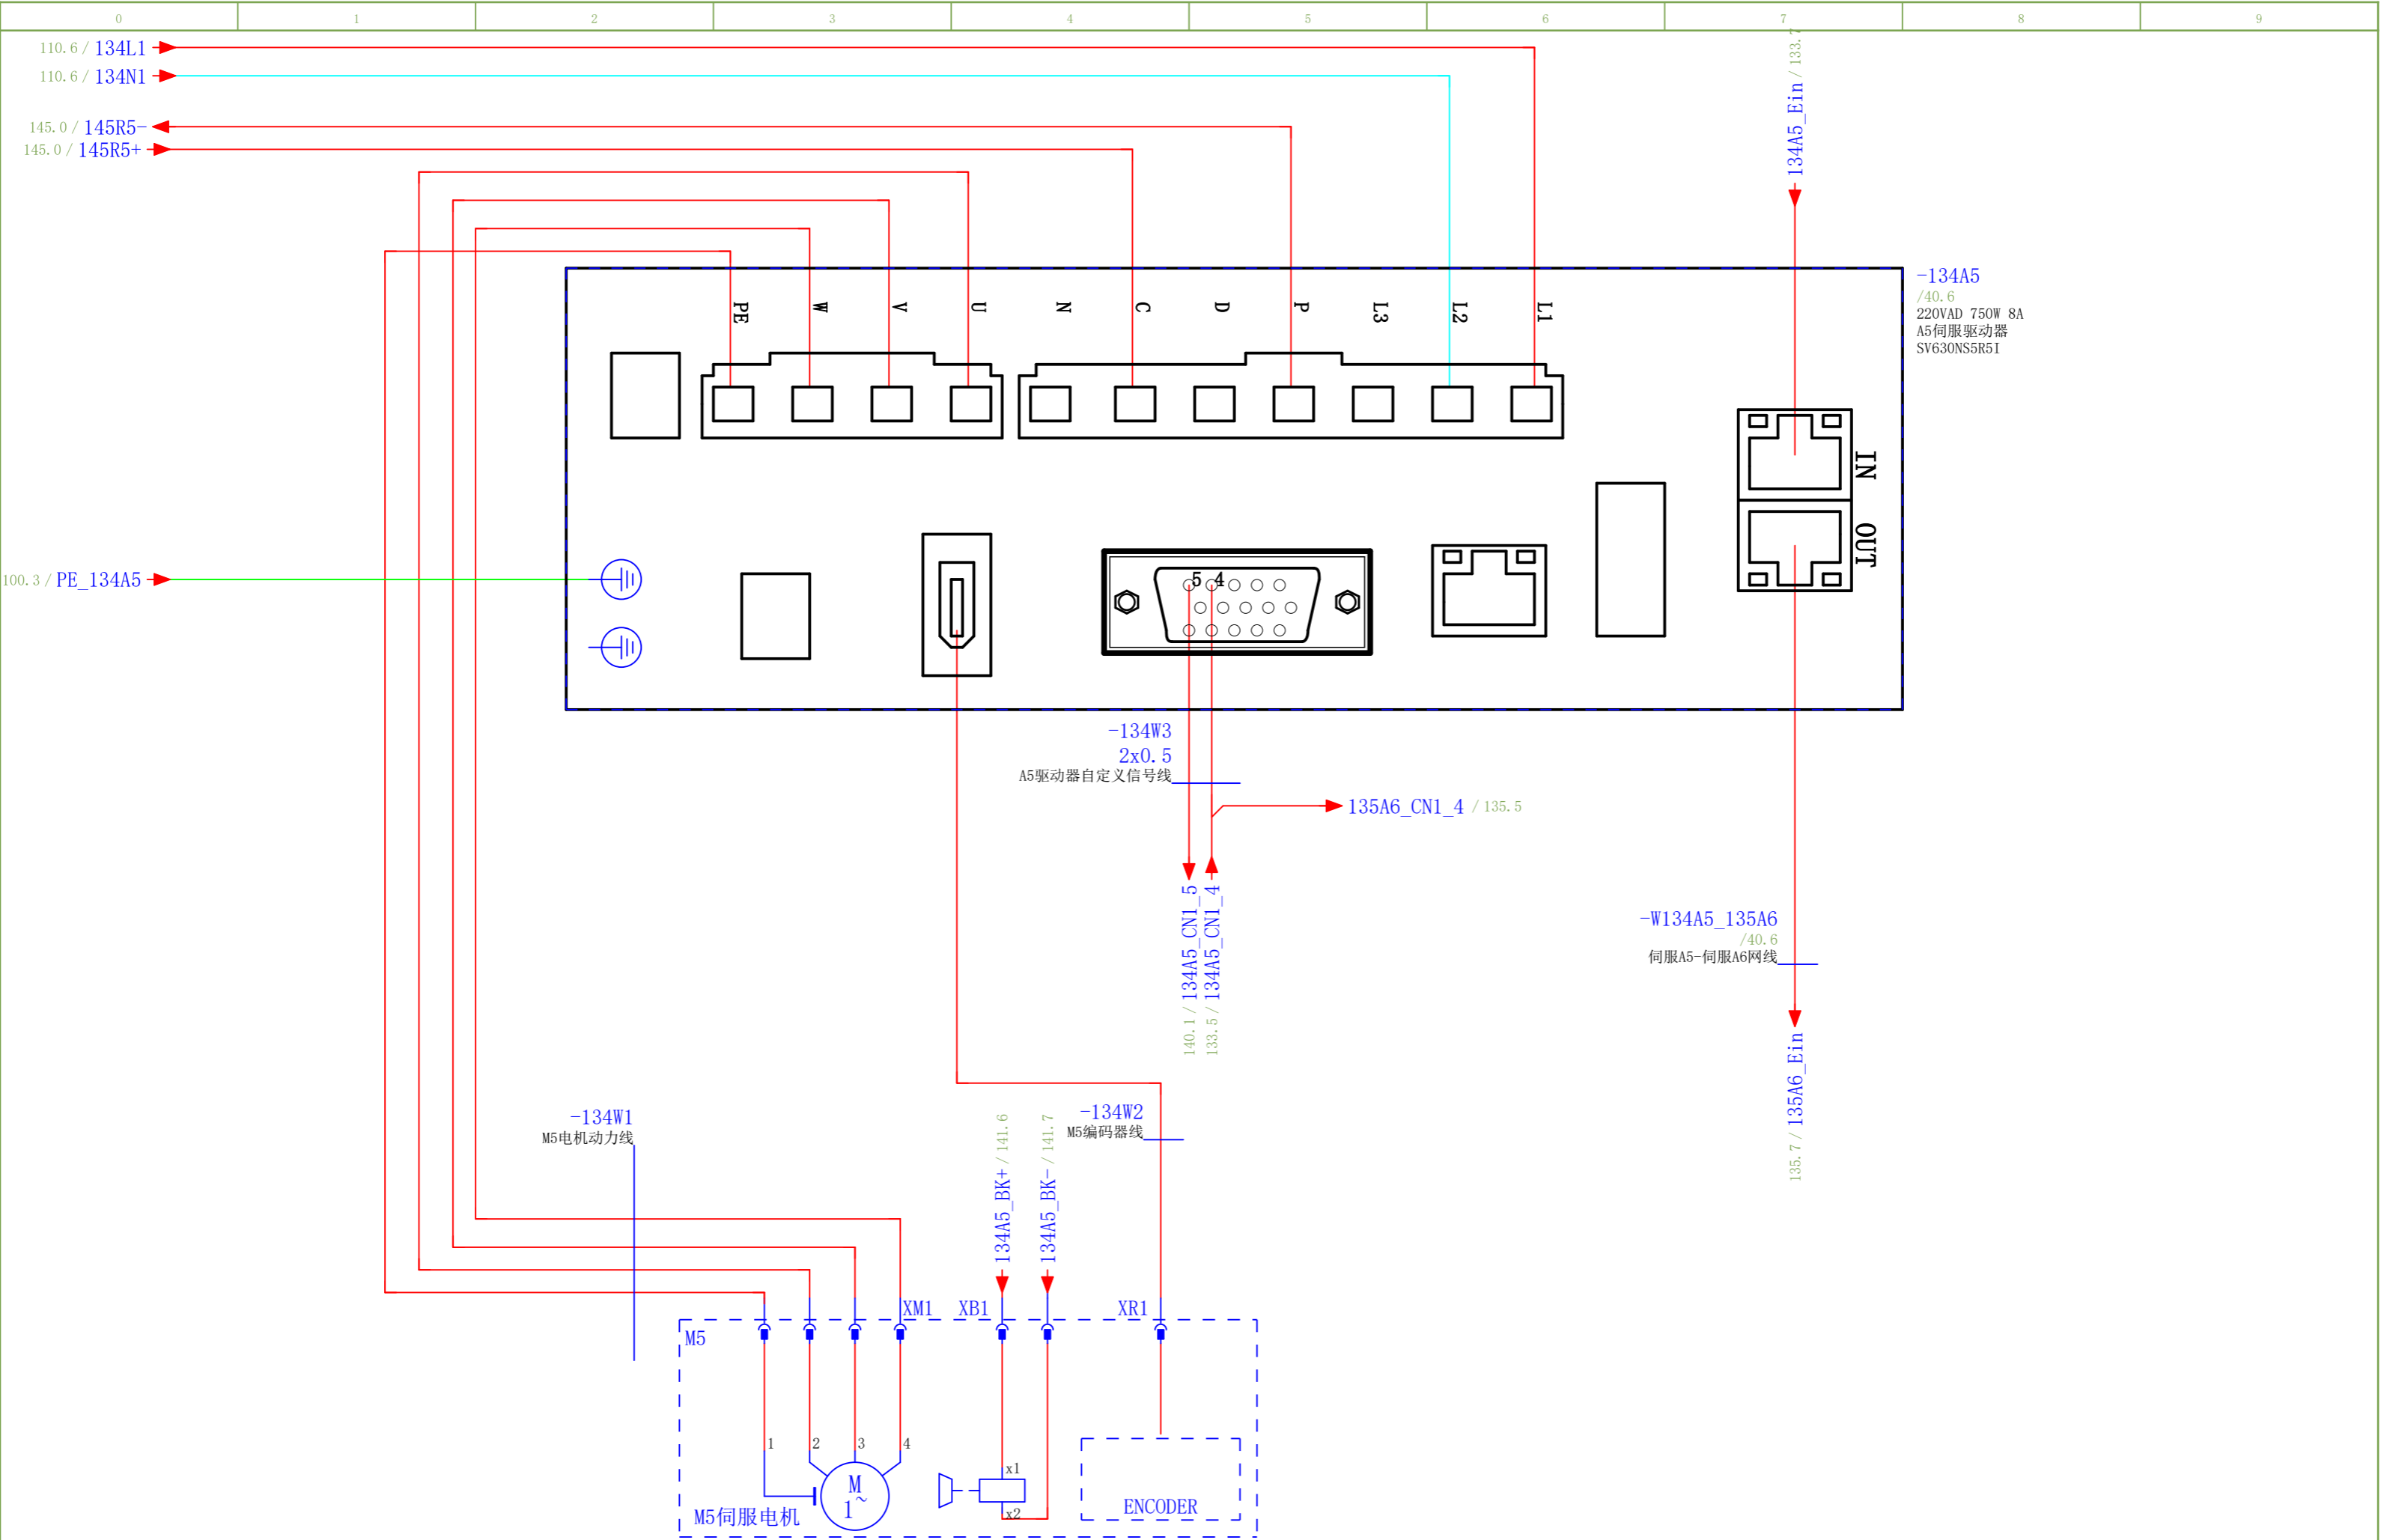 0 1 2 3 4 5 6 7 8 9
110.6 / 134L1
110.6 / 134N1
145.0 / 145R5-
145.0 / 145R5+
134A5_Ein / 133.7
-134A5
/40.6
220VAD 750W 8A
A5伺服驱动器
SV630NS5R5I
PE W V U N C D P L3 L2 L1
IN
OUT
100.3 / PE_134A5
5 4
-134W3
2x0.5
A5驱动器自定义信号线
135A6_CN1_4 / 135.5
140.1 / 134A5_CN1_5
133.5 / 134A5_CN1_4
-W134A5_135A6
/40.6
伺服A5-伺服A6网线
135.7 / 135A6_Ein
-134W1
M5电机动力线
134A5_BK+ / 141.6
134A5_BK- / 141.7
-134W2
M5编码器线
XM1 XB1 XR1
M5
1 2 3 4
M
1~
x1
x2
M5伺服电机
ENCODER